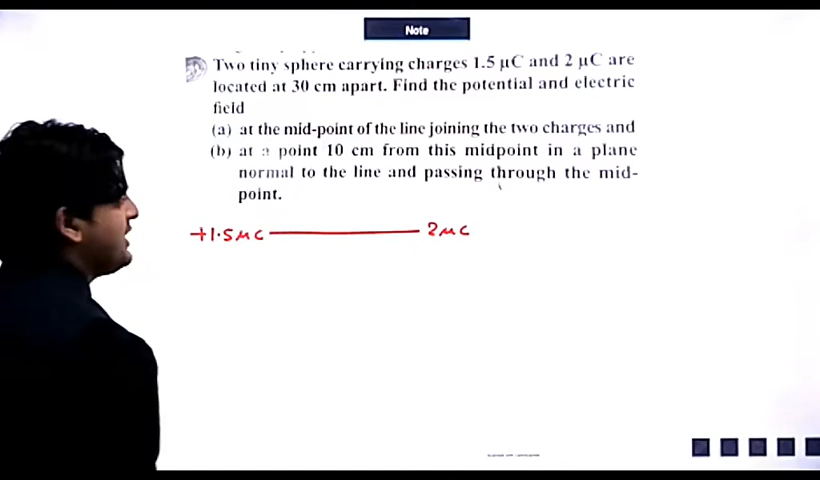 Note
Two tiny sphere carrying charges 1.5 μC and 2 μC are
located at 30 cm apart. Find the potential and electric
field
(a) at the mid-point of the line joining the two charges and
(b) at a point 10 cm from this midpoint in a plane
normal to the line and passing through the mid-
point.
+1.5μC 2μC